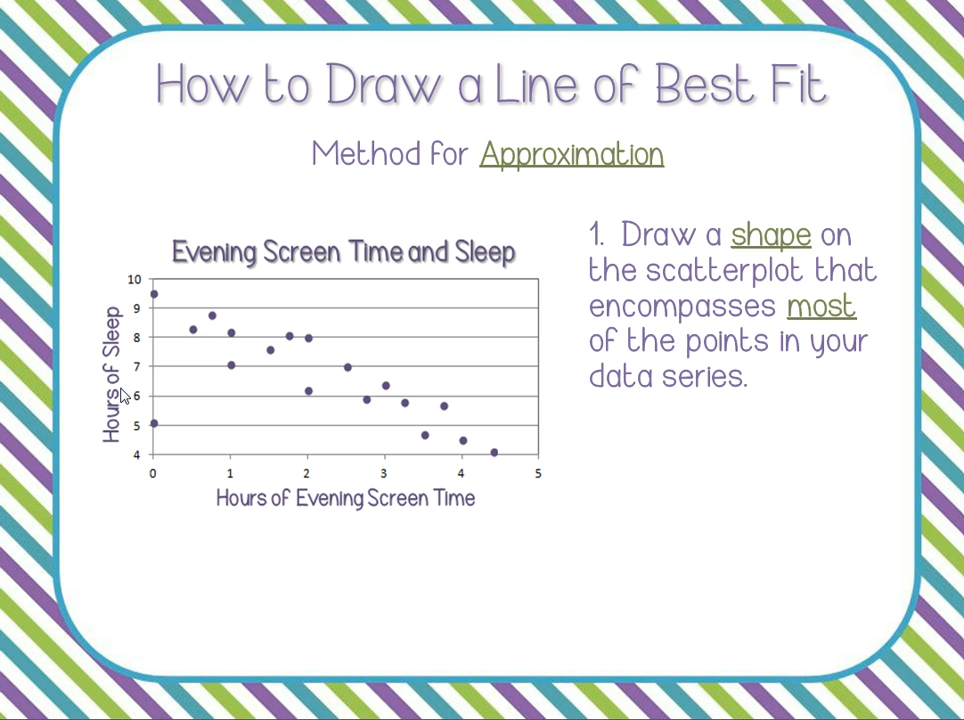 How to Draw a Line of Best Fit
Method for Approximation
1. Draw a shape on
the scatterplot that
encompasses most
of the points in your
data series.
Evening Screen Time and Sleep
Hours of Sleep
10
9
8
7
6
5
4
0 1 2 3 4 5
Hours of Evening Screen Time